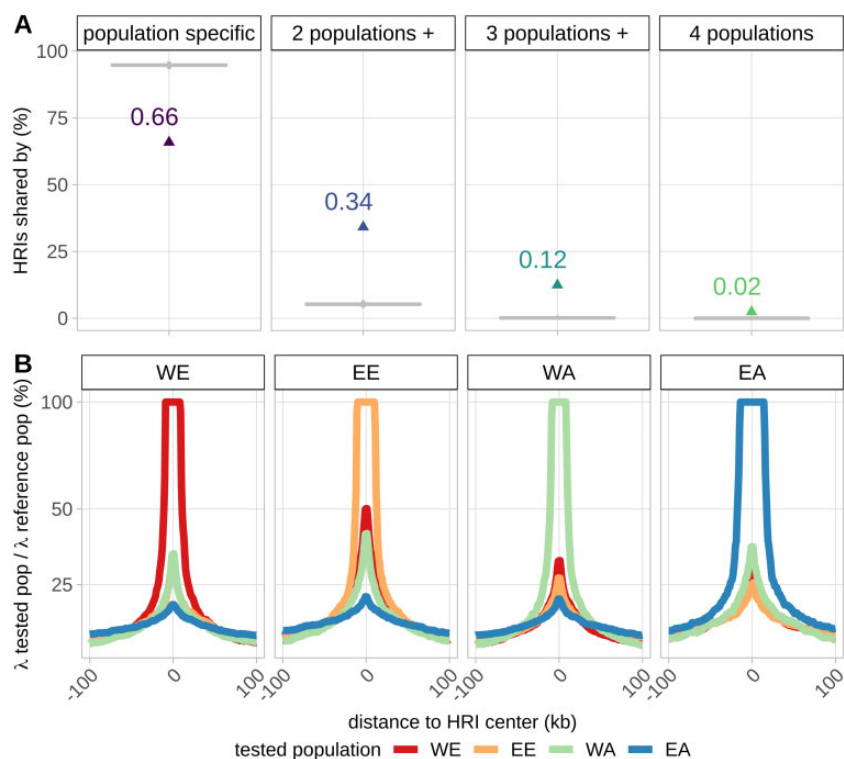 A
population specific 2 populations + 3 populations + 4 populations
HRIs shared by (%)
100
75
50
25
0
0.66
0.34
0.12
0.02
B
WE EE WA EA
λ tested pop / λ reference pop (%)
100
50
25
-100 0 100 -100 0 100 -100 0 100 -100 0 100
distance to HRI center (kb)
tested population WE EE WA EA